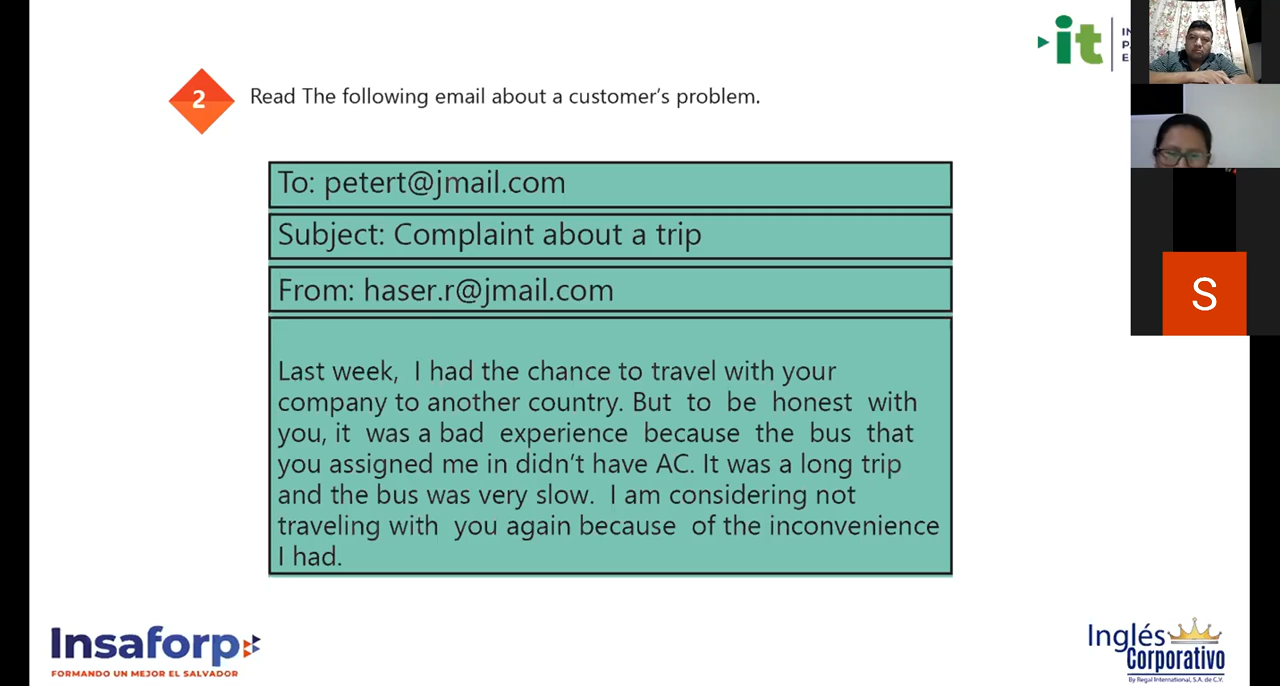 it
2
Read The following email about a customer's problem.
To: petert@jmail.com
Subject: Complaint about a trip
From: haser.r@jmail.com
Last week, I had the chance to travel with your
company to another country. But to be honest with
you, it was a bad experience because the bus that
you assigned me in didn't have AC. It was a long trip
and the bus was very slow. I am considering not
traveling with you again because of the inconvenience
I had.
S
Insaforp
FORMANDO UN MEJOR EL SALVADOR
Inglés
Corporativo
By Regal International, S.A. de C.V.